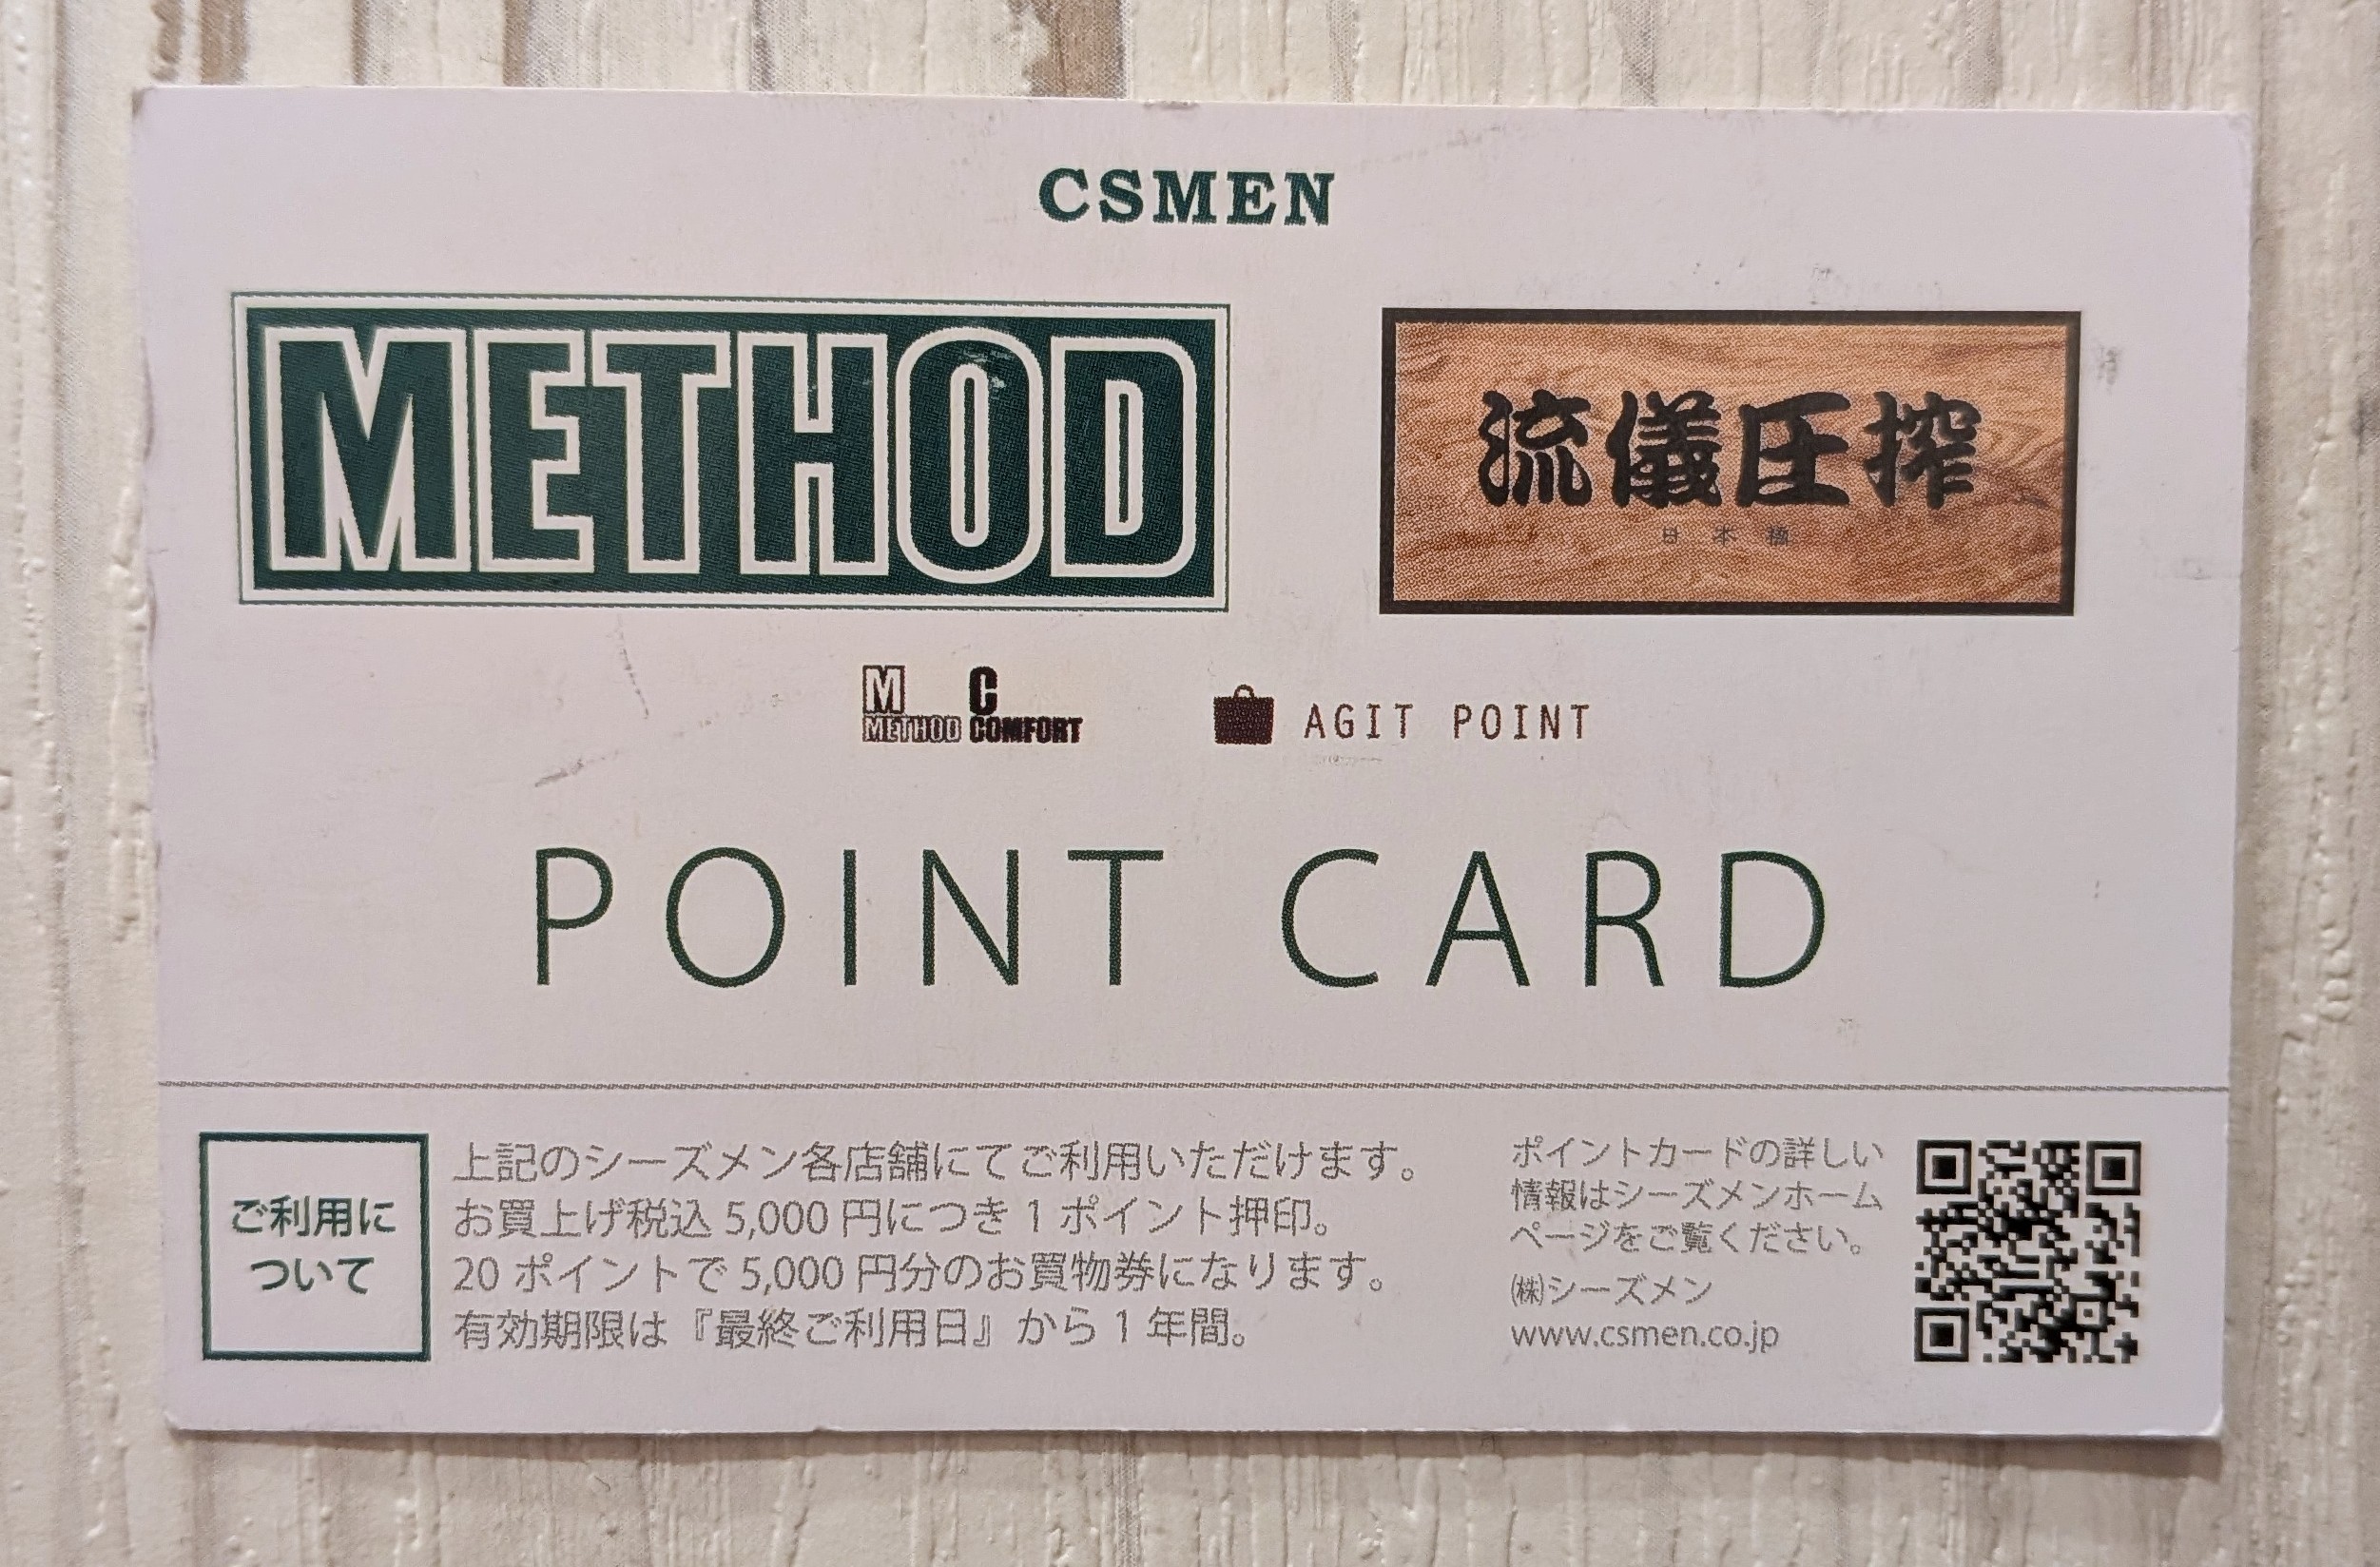 CSMEN
METHOD
流儀圧搾
日本橋
M C
METHOD COMFORT
AGIT POINT
POINT CARD
ご利用に
ついて
上記のシーズメン各店舗にてご利用いただけます。
お買上げ税込 5,000 円につき 1 ポイント押印。
20 ポイントで 5,000 円分のお買物券になります。
有効期限は『最終ご利用日』から 1 年間。
ポイントカードの詳しい
情報はシーズメンホーム
ページをご覧ください。
㈱シーズメン
www.csmen.co.jp